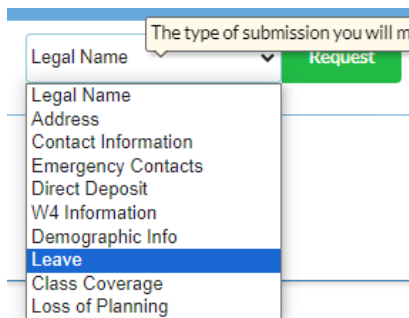 The type of submission you will m
Legal Name
Request
Legal Name
Address
Contact Information
Emergency Contacts
Direct Deposit
W4 Information
Demographic Info
Leave
Class Coverage
Loss of Planning